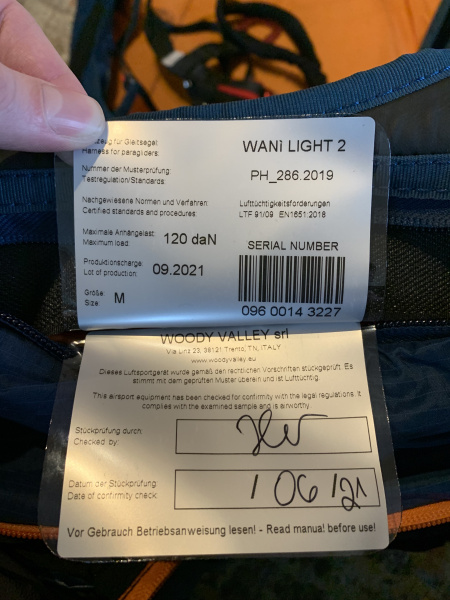 zeug für Gleitsegel WANI LIGHT 2
Harness for paragliders:
Nummer der Musterprüfung: PH_286.2019
Testregulation/Standards:
Nachgewiesene Normen und Verfahren: Lufttüchtigkeitsforderungen
Certified standards and procedures: LTF 91/09 EN1651:2018
Maximale Anhängelast: 120 daN
Maximum load:
SERIAL NUMBER
Produktionscharge: 09.2021
Lot of production:
Größe: M
Size:
096 0014 3227
WOODY VALLEY srl
Via Linz 23, 38121 Trento, TN, ITALY
www.woodyvalley.eu
Dieses Luftsportgerät wurde gemäß den rechtlichen Vorschriften stückgeprüft. Es
stimmt mit dem geprüften Muster überein und ist Lufttüchtig.
This airsport equipment has been checked for conformity with the legal regulations. It
complies with the examined sample and is airworthy.
Stückprüfung durch:
Checked by:
Datum der Stückprüfung: / 06 / 21
Date of confirmity check:
Vor Gebrauch Betriebsanweisung lesen! - Read manual before use!